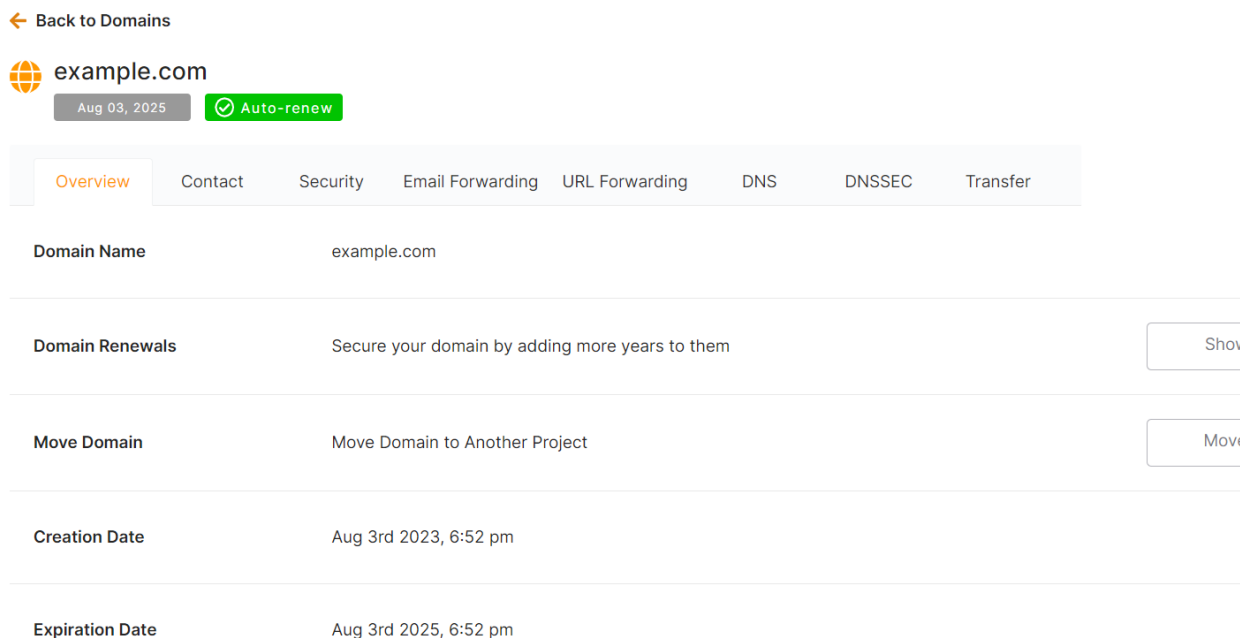 Back to Domains
example.com
Aug 03, 2025 Auto-renew
Overview Contact Security Email Forwarding URL Forwarding DNS DNSSEC Transfer
Domain Name example.com
Domain Renewals Secure your domain by adding more years to them
Move Domain Move Domain to Another Project
Creation Date Aug 3rd 2023, 6:52 pm
Expiration Date Aug 3rd 2025, 6:52 pm